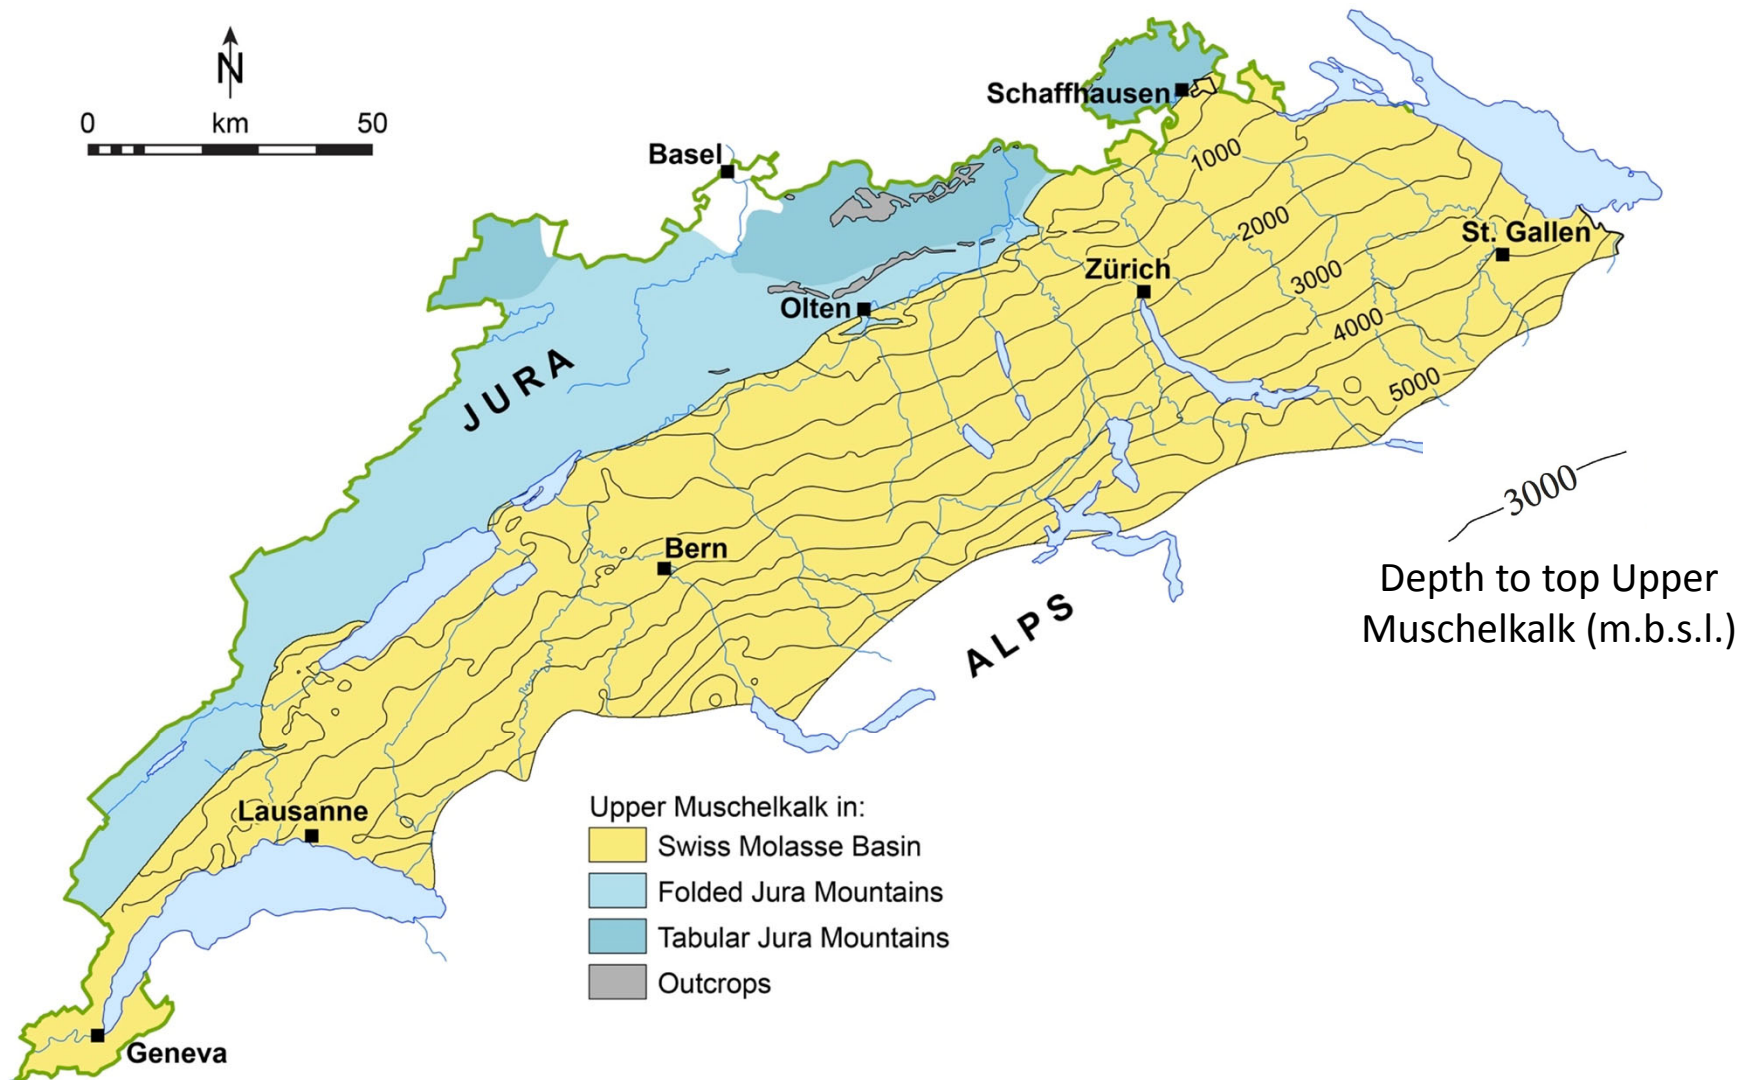 N
0 km 50
Schaffhausen
Basel
1000
2000
St. Gallen
Zürich
3000
Olten
4000
JURA
5000
3000
Bern
Depth to top Upper
Muschelkalk (m.b.s.l.)
ALPS
Lausanne
Upper Muschelkalk in:
Swiss Molasse Basin
Folded Jura Mountains
Tabular Jura Mountains
Outcrops
Geneva